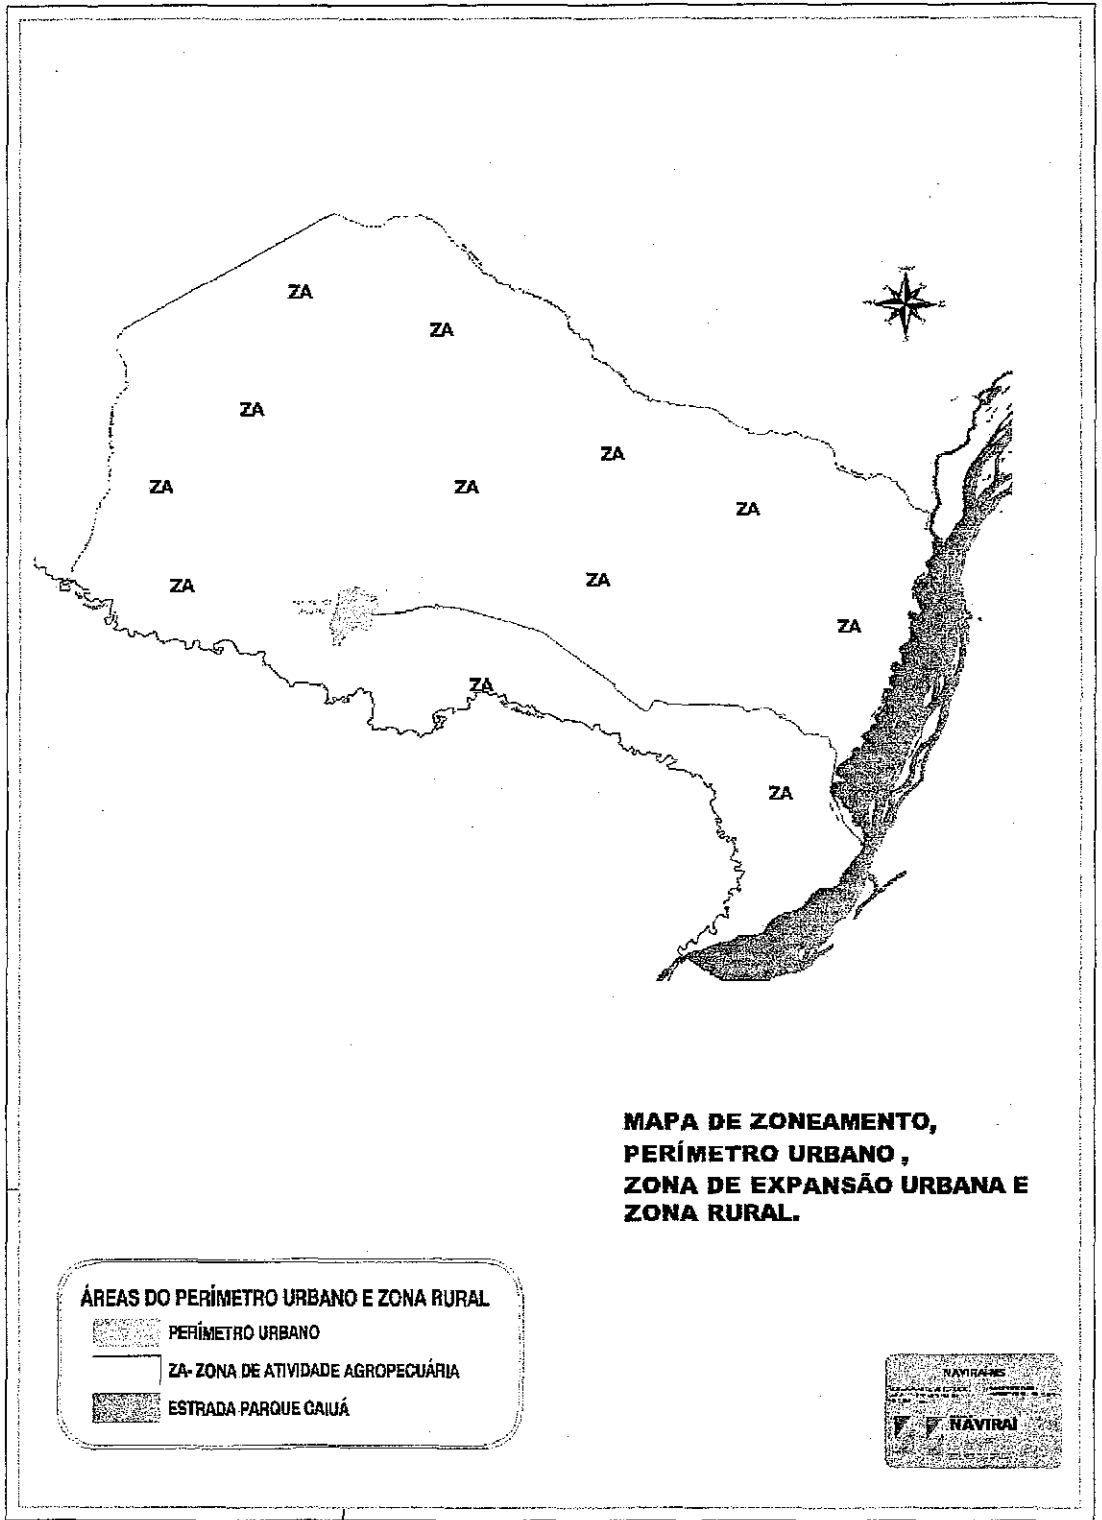 ZA
ZA
ZA
ZA
ZA
ZA
ZA
ZA
ZA
ZA
ZA
ZA
E
S
MAPA DE ZONEAMENTO,
PERÍMETRO URBANO ,
ZONA DE EXPANSÃO URBANA E
ZONA RURAL.
ÁREAS DO PERÍMETRO URBANO E ZONA RURAL
PERÍMETRO URBANO
ZA- ZONA DE ATIVIDADE AGROPECUÁRIA
ESTRADA PARQUE CAIUÁ
NAVIRAI-MS
NAVIRAÍ